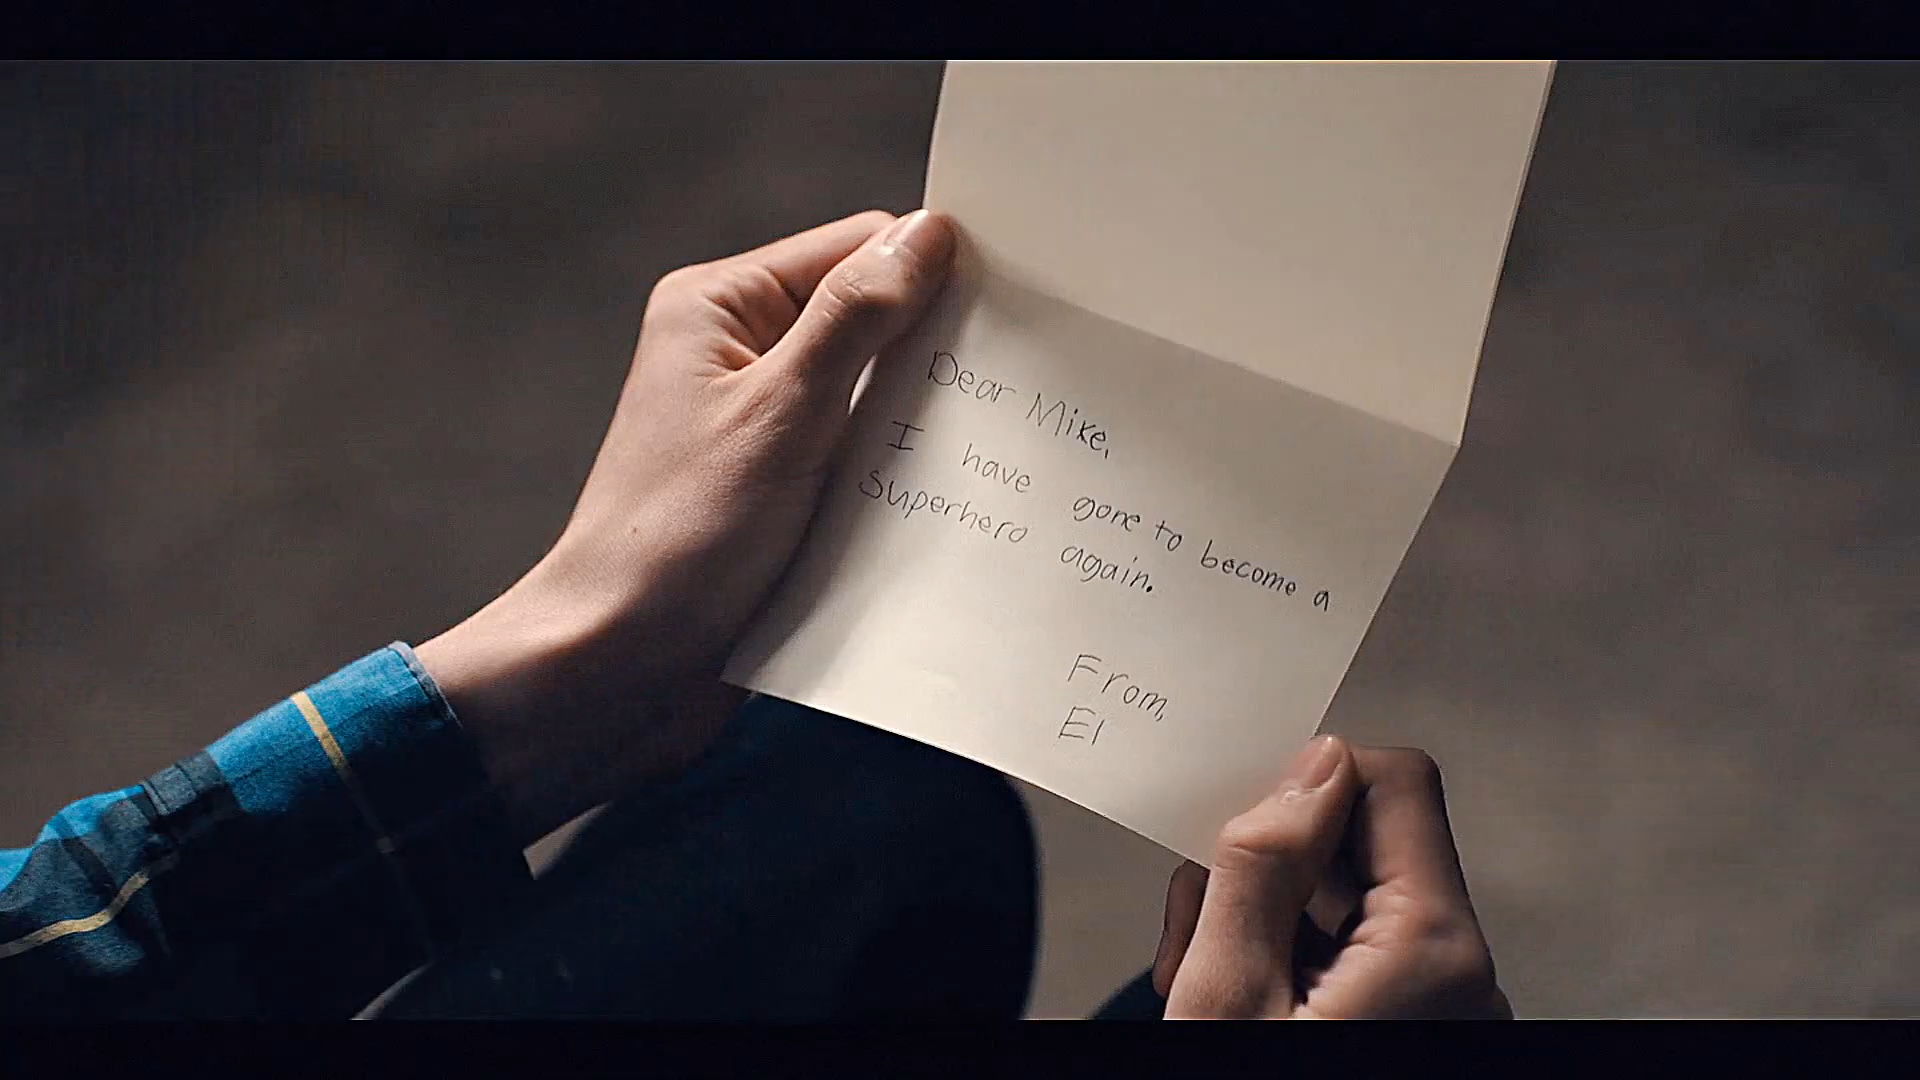 Dear Mike,
I have gone to become a
superhero again.
From,
El